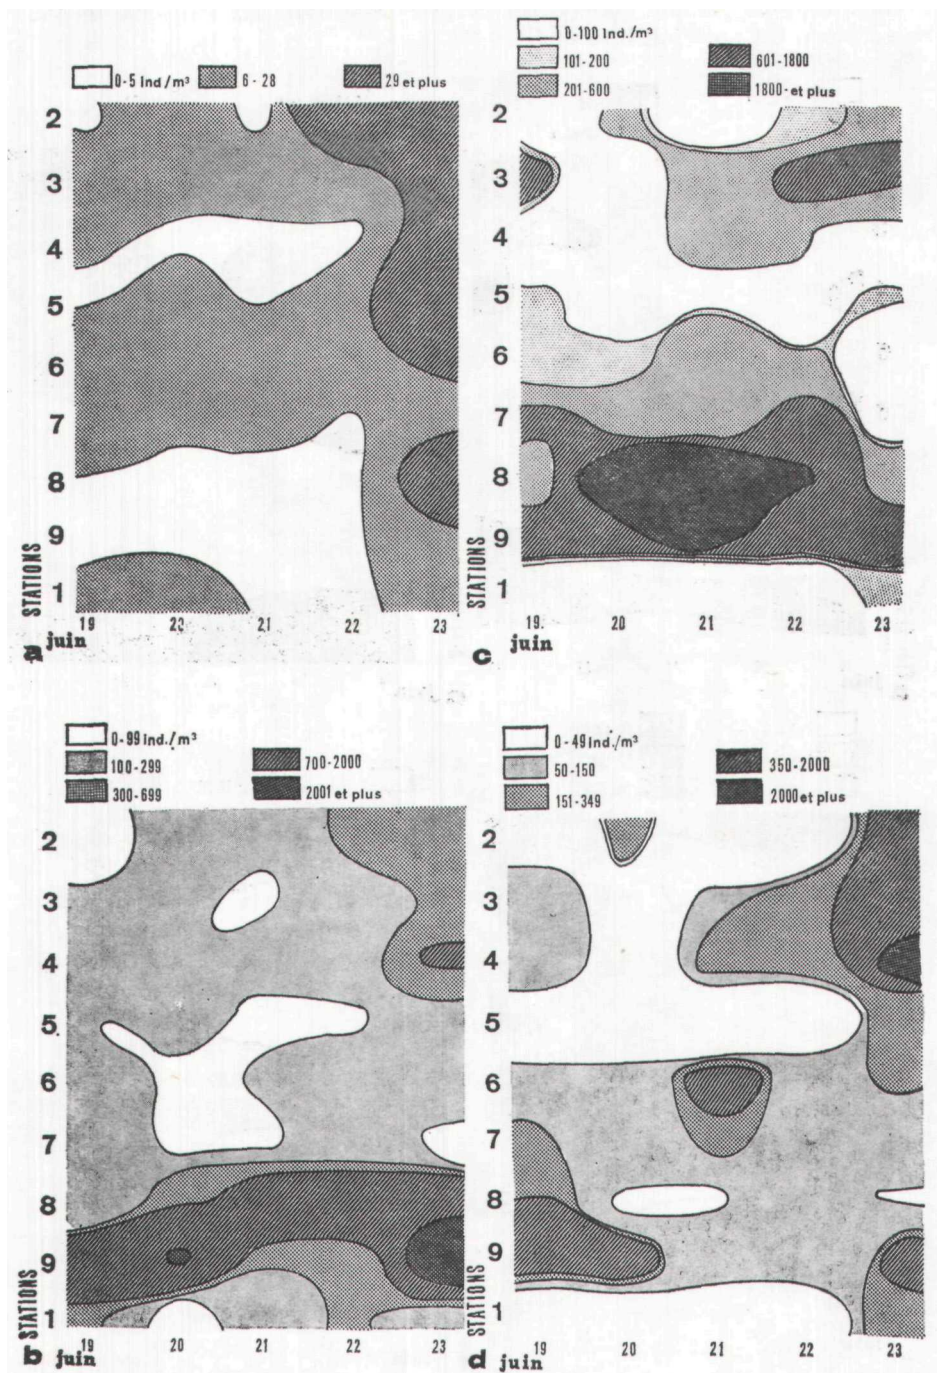 0-5 Ind/m³ 6-28 29 et plus
2
3
4
5
6
7
8
9
1
STATIONS
19 22 21 22 23
juin
a
0-100 Ind./m³
101-200 601-1800
201-600 1800- et plus
2
3
4
5
6
7
8
9
1
STATIONS
19 20 21 22 23
juin
c
0-99 ind./m³
100-299 700-2000
300-699 2001 et plus
2
3
4
5
6
7
8
9
1
STATIONS
19 20 21 22 23
juin
b
0-49 ind./m³
50-150 350-2000
151-349 2000 et plus
2
3
4
5
6
7
8
9
1
STATIONS
19 20 21 22 23
juin
d